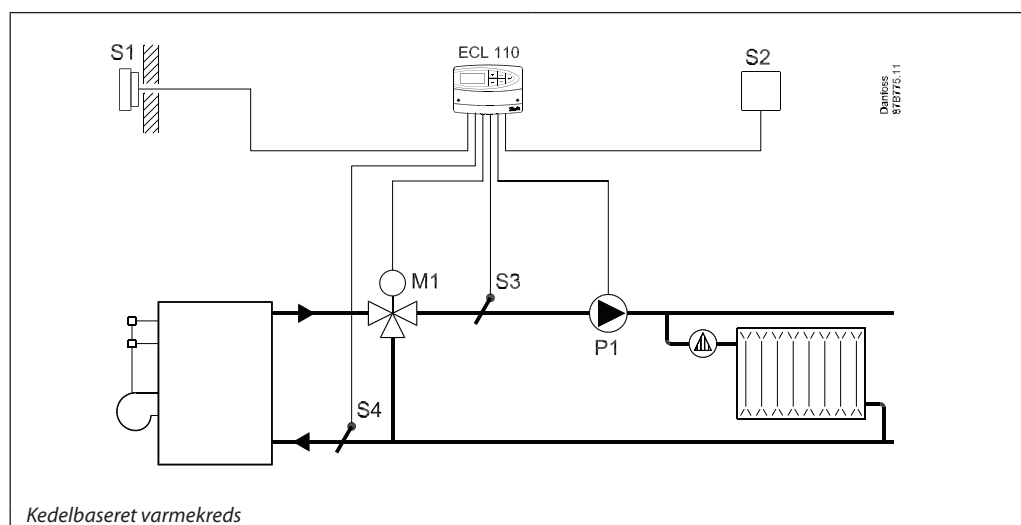 S1
ECL 110
S2
Danfoss
87B775.11
M1
S3
P1
S4
Kedelbaseret varmekreds